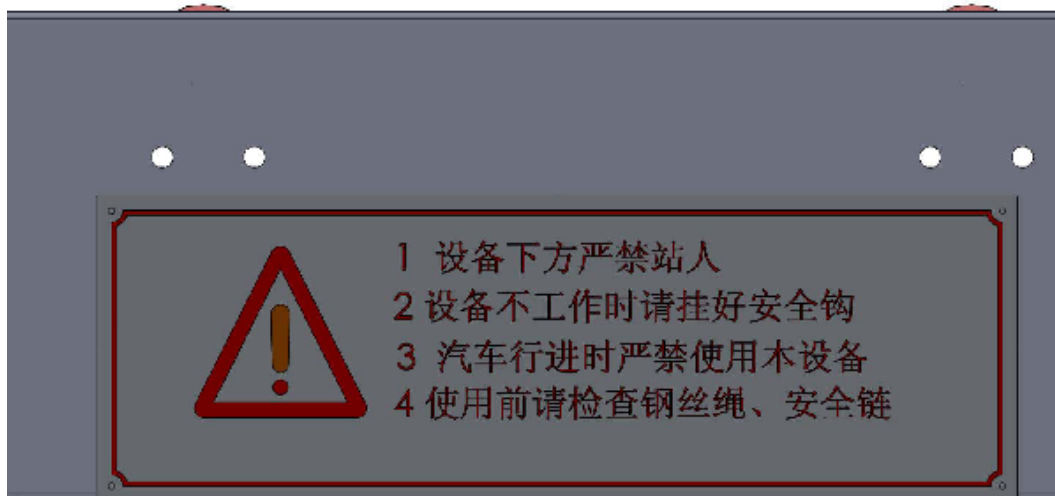 1 设备下方严禁站人
2 设备不工作时请挂好安全钩
3 汽车行进时严禁使用木设备
4 使用前请检查钢丝绳、安全链